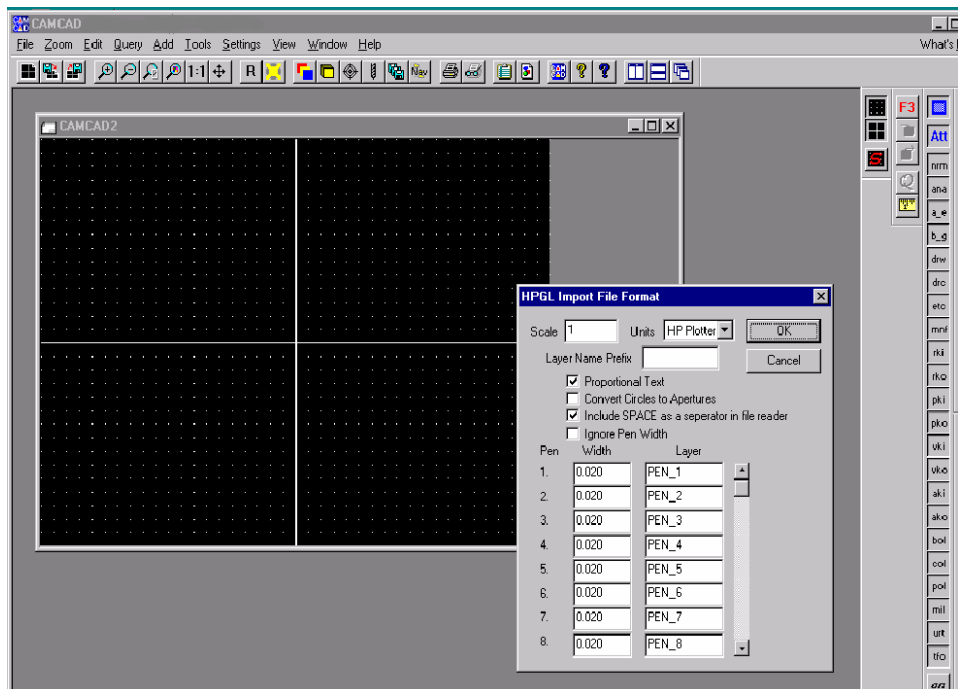 CAMCAD
File Zoom Edit Query Add Tools Settings View Window Help What's
1:1 R Nav
CAMCAD2
F3
Att
nrm
ana
a_e
b_g
drw
drc
etc
mnf
rki
rko
pki
pko
vki
vko
aki
ako
bol
col
pol
mil
urt
tfo
HPGL Import File Format
Scale 1 Units HP Plotter OK
Layer Name Prefix Cancel
Proportional Text
Convert Circles to Apertures
Include SPACE as a seperator in file reader
Ignore Pen Width
Pen Width Layer
1. 0.020 PEN_1
2. 0.020 PEN_2
3. 0.020 PEN_3
4. 0.020 PEN_4
5. 0.020 PEN_5
6. 0.020 PEN_6
7. 0.020 PEN_7
8. 0.020 PEN_8